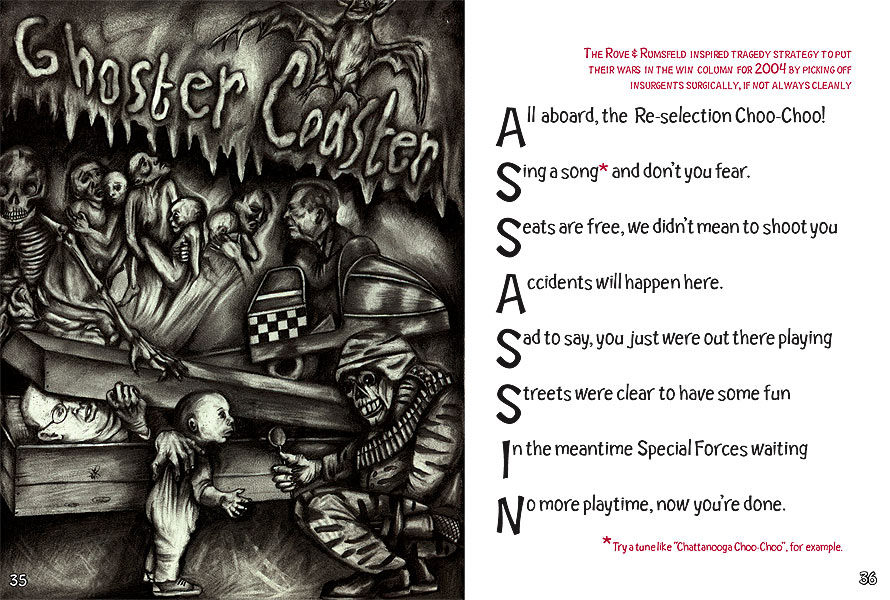 Ghoster
Coaster
35
The Rove & Rumsfeld inspired tragedy strategy to put
their wars in the win column for 2004 by picking off
insurgents surgically, if not always cleanly
All aboard, the Re-selection Choo-Choo!
Sing a song* and don't you fear.
Seats are free, we didn't mean to shoot you
Accidents will happen here.
Sad to say, you just were out there playing
Streets were clear to have some fun
In the meantime Special Forces waiting
No more playtime, now you're done.
*Try a tune like "Chattanooga Choo-Choo", for example.
36